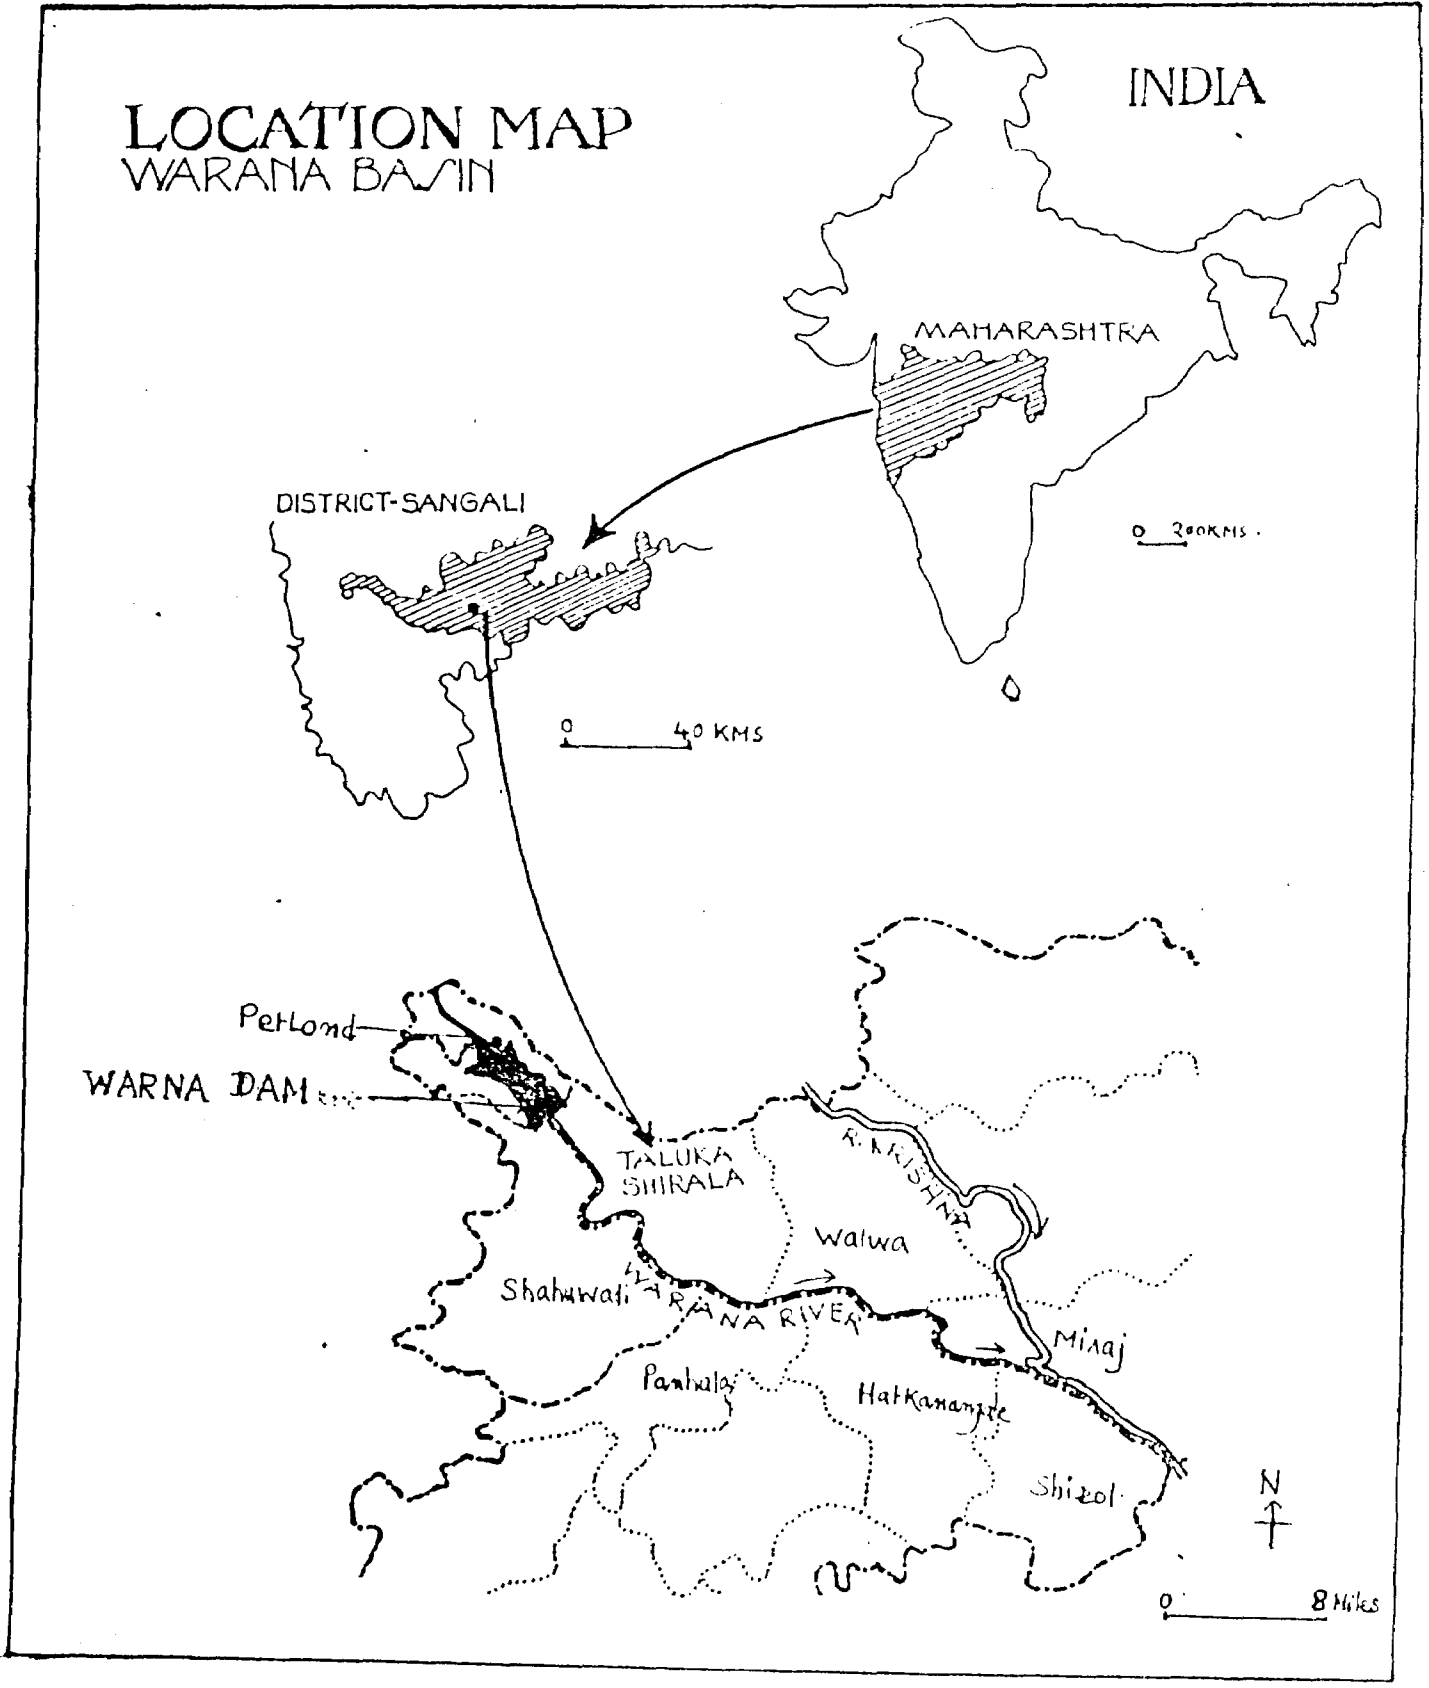 LOCATION MAP
WARANA BASIN
INDIA
MAHARASHTRA
DISTRICT-SANGALI
0 200KMS.
0 40 KMS
Petlond
WARNA DAM
TALUKA
SHIRALA
R. KRISHNA
Walwa
Shahuwadi
WARANA RIVER
Miraj
Panhala
Hatkanangle
Shirol
N
0 8 Miles